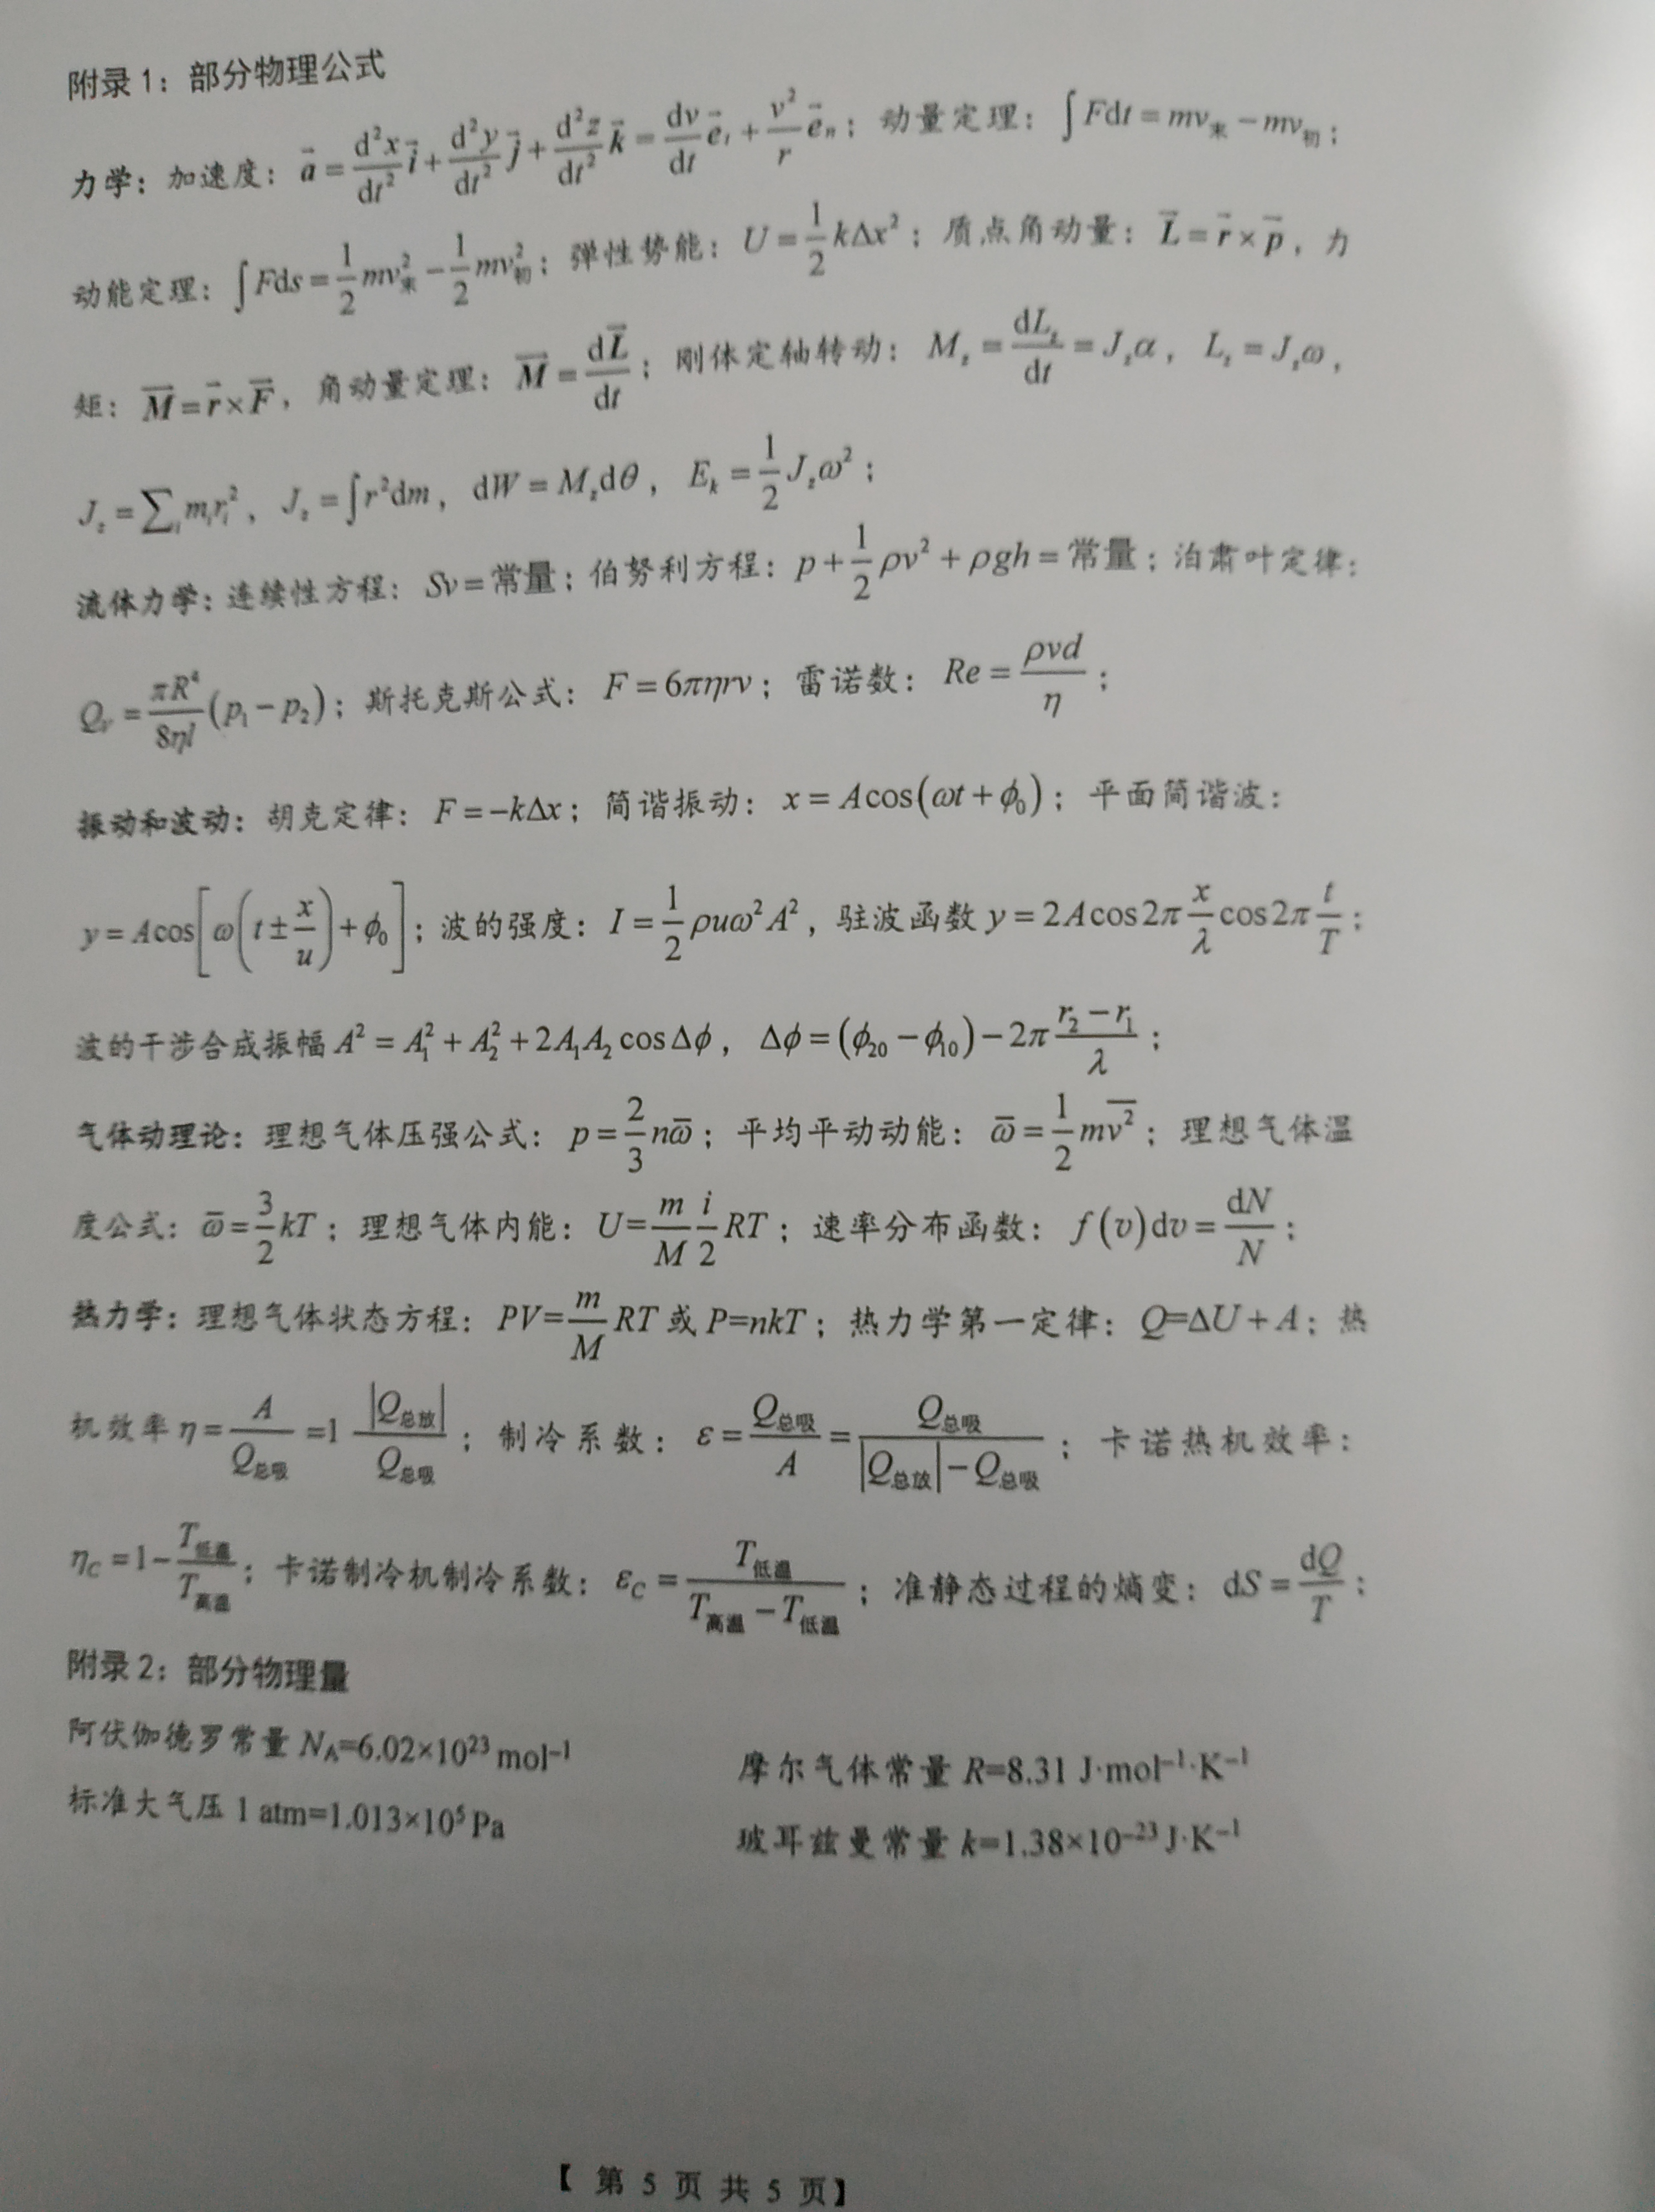 附录1：部分物理公式
力学：加速度：$\vec{a}=\frac{d^2x}{dt^2}\vec{i}+\frac{d^2y}{dt^2}\vec{j}+\frac{d^2z}{dt^2}\vec{k}=\frac{dv}{dt}\vec{e}_t+\frac{v^2}{r}\vec{e}_n$；动量定理：$\int Fdt=mv_{末}-mv_{初}$；
动能定理：$\int Fds=\frac{1}{2}mv_{末}^2-\frac{1}{2}mv_{初}^2$；弹性势能：$U=\frac{1}{2}k\Delta x^2$；质点角动量：$\vec{L}=\vec{r}\times\vec{p}$，力
矩：$\vec{M}=\vec{r}\times\vec{F}$，角动量定理：$\vec{M}=\frac{d\vec{L}}{dt}$；刚体定轴转动：$M_z=\frac{dL_z}{dt}=J_z\alpha$，$L_z=J_z\omega$，
$J_z=\sum_i m_ir_i^2$，$J_z=\int r^2dm$，$dW=M_zd\theta$，$E_k=\frac{1}{2}J_z\omega^2$；
流体力学：连续性方程：$Sv=常量$；伯努利方程：$p+\frac{1}{2}\rho v^2+\rho gh=常量$；泊肃叶定律：
$Q_V=\frac{\pi R^4}{8\eta l}(p_1-p_2)$；斯托克斯公式：$F=6\pi\eta rv$；雷诺数：$Re=\frac{\rho vd}{\eta}$；
振动和波动：胡克定律：$F=-k\Delta x$；简谐振动：$x=A\cos(\omega t+\phi_0)$；平面简谐波：
$y=A\cos\left[\omega\left(t\pm\frac{x}{u}\right)+\phi_0\right]$；波的强度：$I=\frac{1}{2}\rho u\omega^2A^2$，驻波函数$y=2A\cos2\pi\frac{x}{\lambda}\cos2\pi\frac{t}{T}$；
波的干涉合成振幅$A^2=A_1^2+A_2^2+2A_1A_2\cos\Delta\phi$，$\Delta\phi=(\phi_{20}-\phi_{10})-2\pi\frac{r_2-r_1}{\lambda}$；
气体动理论：理想气体压强公式：$p=\frac{2}{3}n\bar{\omega}$；平均平动动能：$\bar{\omega}=\frac{1}{2}m\overline{v^2}$；理想气体温
度公式：$\bar{\omega}=\frac{3}{2}kT$；理想气体内能：$U=\frac{m}{M}\frac{i}{2}RT$；速率分布函数：$f(v)dv=\frac{dN}{N}$；
热力学：理想气体状态方程：$PV=\frac{m}{M}RT$或$P=nkT$；热力学第一定律：$Q=\Delta U+A$；热
机效率$\eta=\frac{A}{Q_{总吸}}=1\frac{|Q_{总放}|}{Q_{总吸}}$；制冷系数：$\varepsilon=\frac{Q_{总吸}}{A}=\frac{Q_{总吸}}{|Q_{总放}|-Q_{总吸}}$；卡诺热机效率：
$\eta_C=1-\frac{T_{低温}}{T_{高温}}$；卡诺制冷机制冷系数：$\varepsilon_C=\frac{T_{低温}}{T_{高温}-T_{低温}}$；准静态过程的熵变：$dS=\frac{dQ}{T}$；
附录2：部分物理量
阿伏伽德罗常量 $N_A$=6.02×10²³ mol⁻¹ 摩尔气体常量 R=8.31 J·mol⁻¹·K⁻¹
标准大气压 1 atm=1.013×10⁵ Pa 玻耳兹曼常量 k=1.38×10⁻²³ J·K⁻¹
【第 5 页 共 5 页】